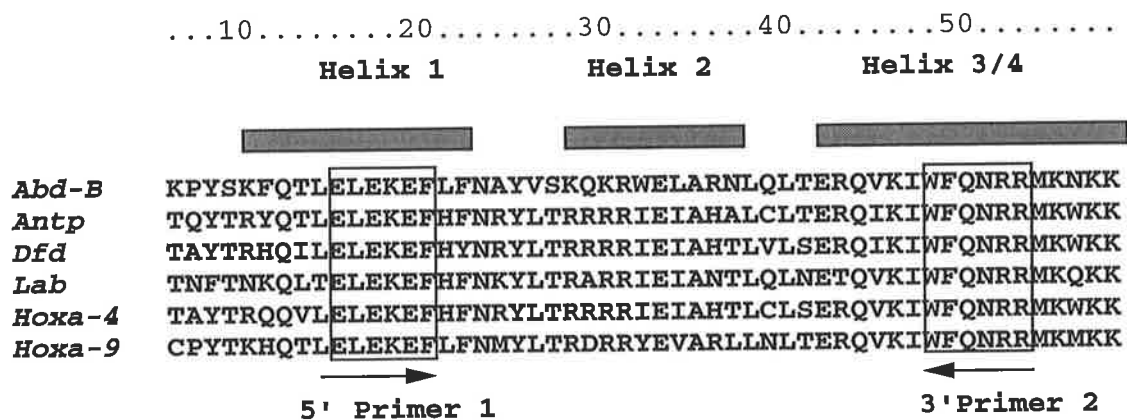 ...10........20........30........40........50........
Helix 1 Helix 2 Helix 3/4
Abd-B KPYSKFQTLELEKEFLFNAYVSKQKRWELARNLQLTERQVKIWFQNRRMKNKK
Antp TQYTRYQTLELEKEFHFNRYLTRRRRIEIAHALCLTERQIKIWFQNRRMKWKK
Dfd TAYTRHQILELEKEFHYNRYLTRRRRIEIAHTLVLSERQIKIWFQNRRMKWKK
Lab TNFTNKQLTELEKEFHFNKYLTRARRIEIANTLQLNETQVKIWFQNRRMKQKK
Hoxa-4 TAYTRQQVLELEKEFHFNRYLTRRRRIEIAHTLCLSERQVKIWFQNRRMKWKK
Hoxa-9 CPYTKHQTLELEKEFLFNMYLTRDRRYEVARLLNLTERQVKIWFQNRRMKMKK
5' Primer 1 3'Primer 2